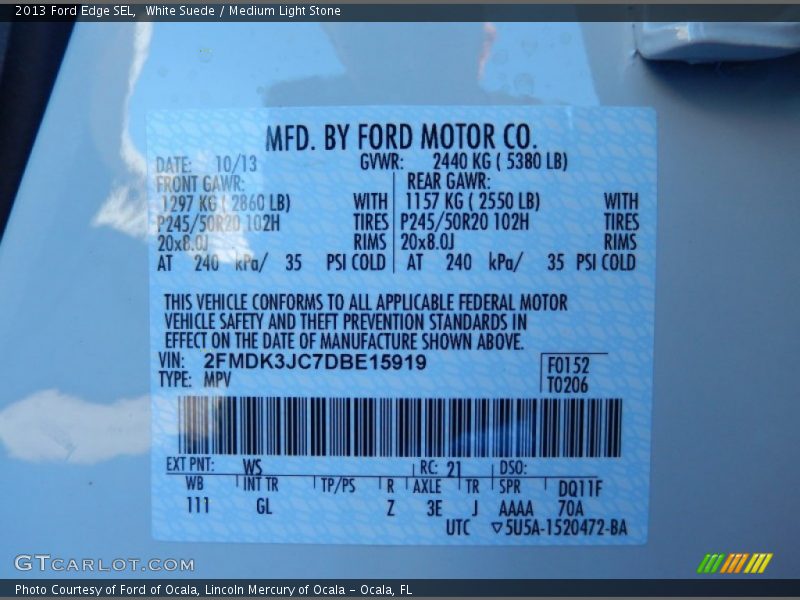 2013 Ford Edge SEL, White Suede / Medium Light Stone
MFD. BY FORD MOTOR CO.
DATE: 10/13 GVWR: 2440 KG ( 5380 LB)
FRONT GAWR: REAR GAWR:
1297 KG ( 2860 LB) WITH 1157 KG ( 2550 LB) WITH
P245/50R20 102H TIRES P245/50R20 102H TIRES
20x8.0J RIMS 20x8.0J RIMS
AT 240 kPa/ 35 PSI COLD AT 240 kPa/ 35 PSI COLD
THIS VEHICLE CONFORMS TO ALL APPLICABLE FEDERAL MOTOR
VEHICLE SAFETY AND THEFT PREVENTION STANDARDS IN
EFFECT ON THE DATE OF MANUFACTURE SHOWN ABOVE.
VIN: 2FMDK3JC7DBE15919 F0152
TYPE: MPV T0206
EXT PNT: WS RC: 21 DSO:
WB INT TR TP/PS R AXLE TR SPR DQ11F
111 GL Z 3E J AAAA 70A
UTC ▽5U5A-1520472-BA
GTCARLOT.COM
Photo Courtesy of Ford of Ocala, Lincoln Mercury of Ocala – Ocala, FL